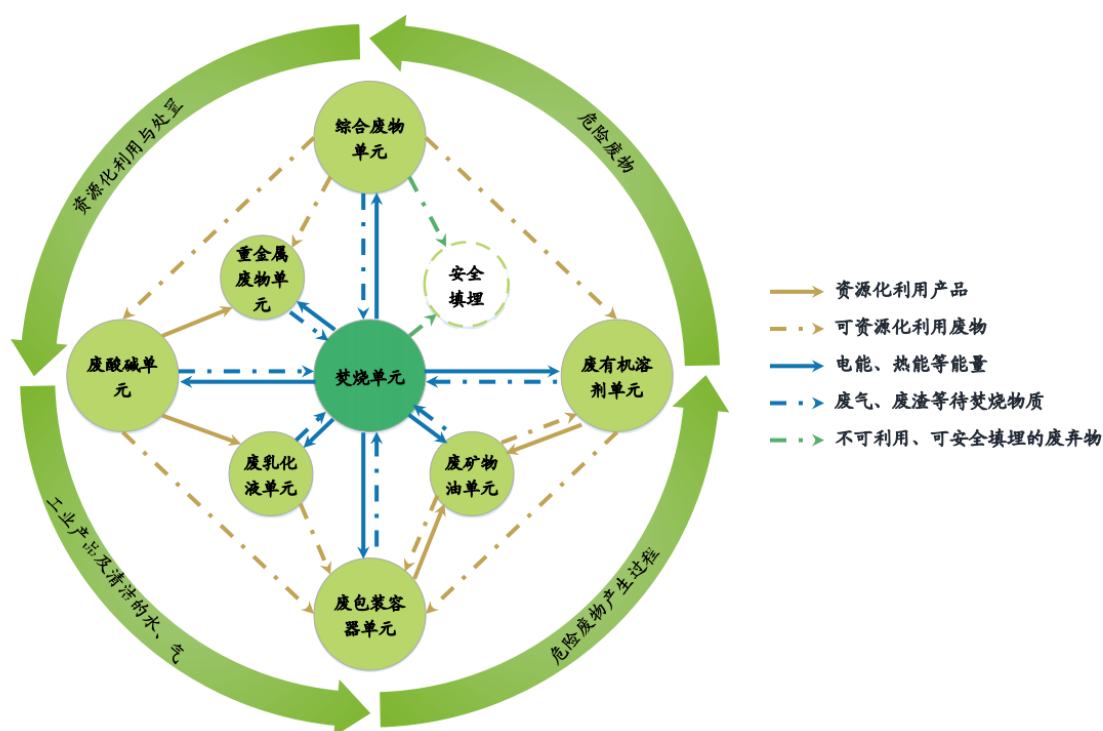 资源化利用与处置
危险废物
综合废物
单元
重金属
废物单
元
安全
填埋
废酸碱单
元
焚烧单元
废有机溶
剂单元
废乳化
液单元
废矿物
油单元
废包装容
器单元
工业产品及清洁的水、气
危险废物产生过程
资源化利用产品
可资源化利用废物
电能、热能等能量
废气、废渣等待焚烧物质
不可利用、可安全填埋的废弃物